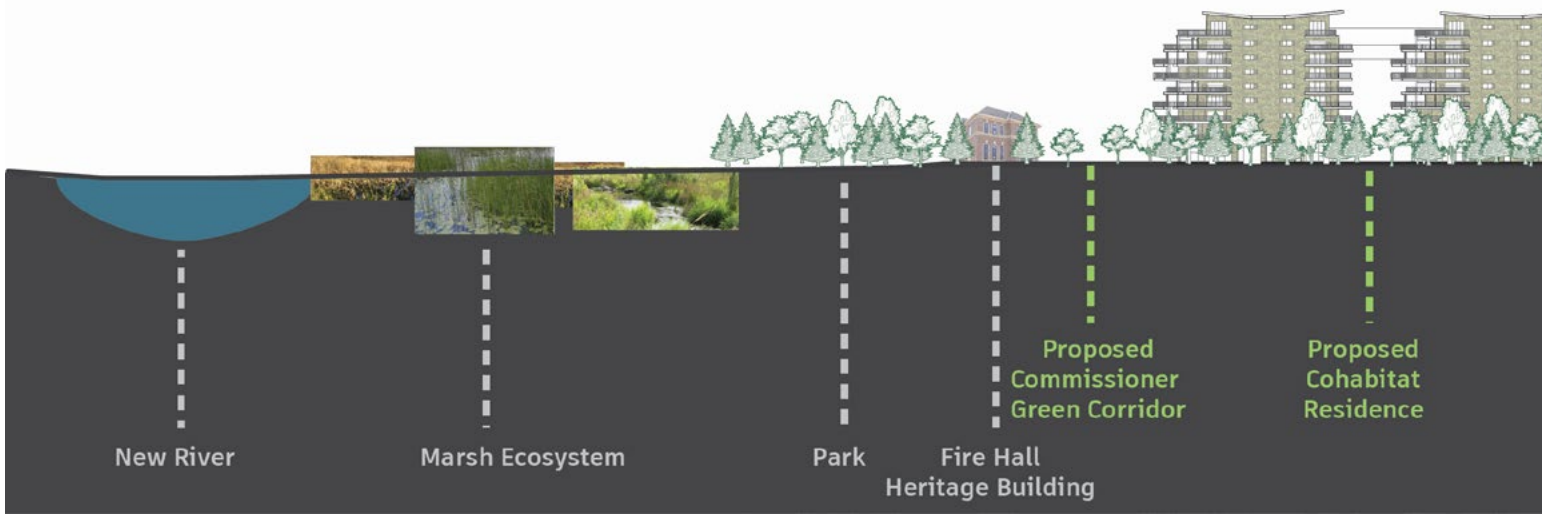 New River
Marsh Ecosystem
Park
Fire Hall
Heritage Building
Proposed
Commissioner
Green Corridor
Proposed
Cohabitat
Residence